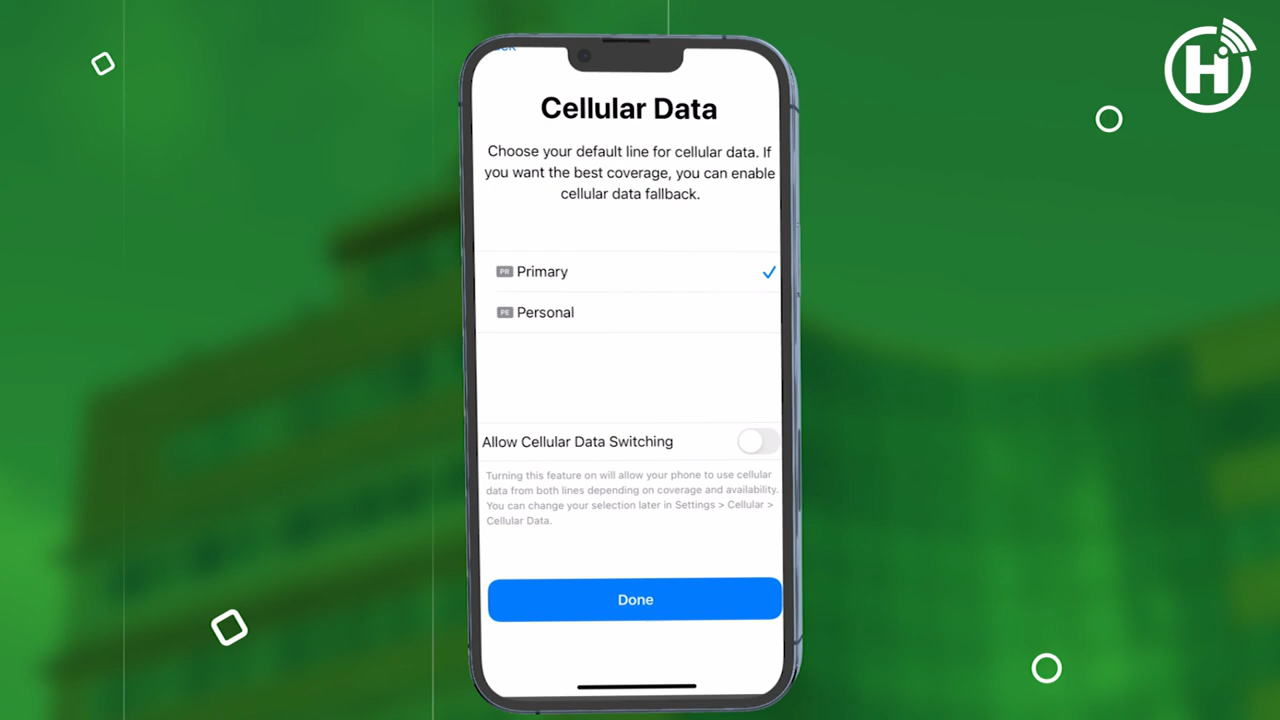 H
Cellular Data
Choose your default line for cellular data. If
you want the best coverage, you can enable
cellular data fallback.
PR Primary
PE Personal
Allow Cellular Data Switching
Turning this feature on will allow your phone to use cellular
data from both lines depending on coverage and availability.
You can change your selection later in Settings > Cellular >
Cellular Data.
Done